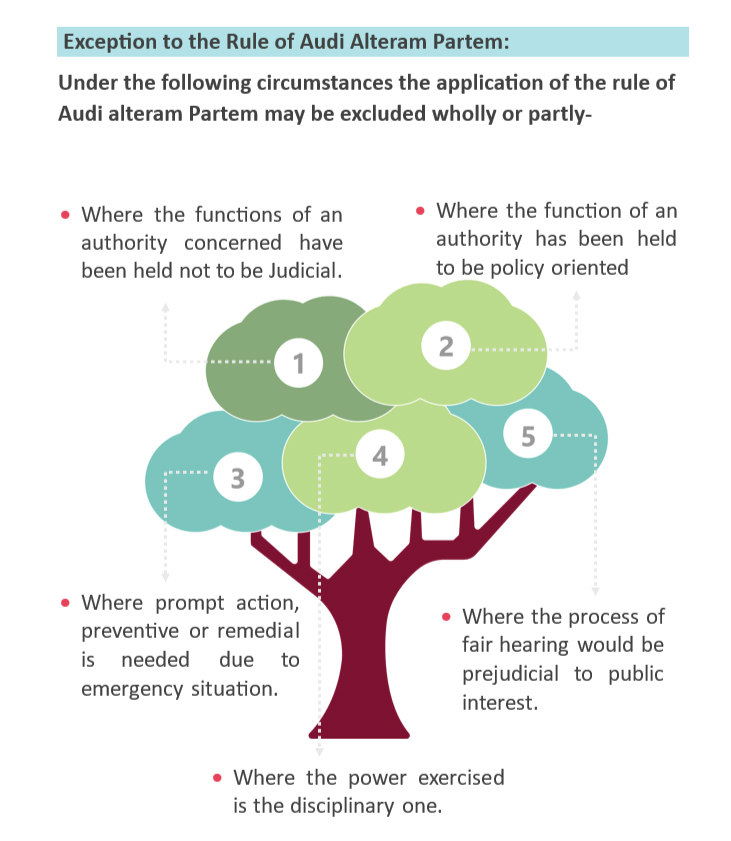 Exception to the Rule of Audi Alteram Partem:
Under the following circumstances the application of the rule of
Audi alteram Partem may be excluded wholly or partly-
• Where the functions of an
authority concerned have
been held not to be Judicial.
• Where the function of an
authority has been held
to be policy oriented
1
2
3
4
5
• Where prompt action,
preventive or remedial
is needed due to
emergency situation.
• Where the process of
fair hearing would be
prejudicial to public
interest.
• Where the power exercised
is the disciplinary one.